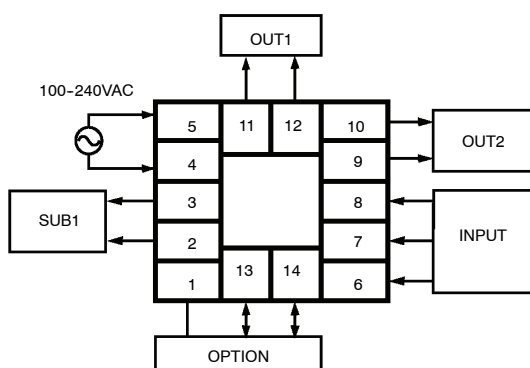 OUT1
100-240VAC
5 11 12 10
OUT2
4 9
3 8
SUB1
2 7
INPUT
1 13 14 6
OPTION